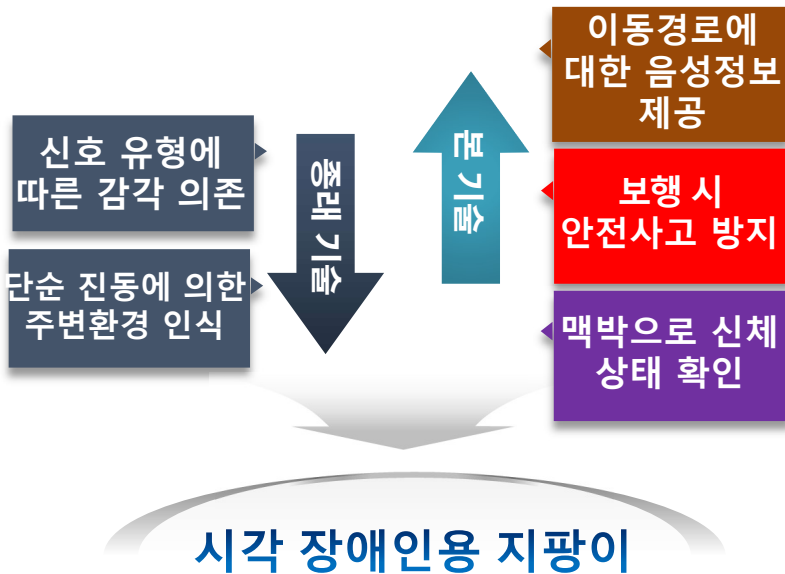 신호 유형에
따른 감각 의존
단순 진동에 의한
주변환경 인식
종래 기술
본 기술
이동경로에
대한 음성정보
제공
보행 시
안전사고 방지
맥박으로 신체
상태 확인
시각 장애인용 지팡이